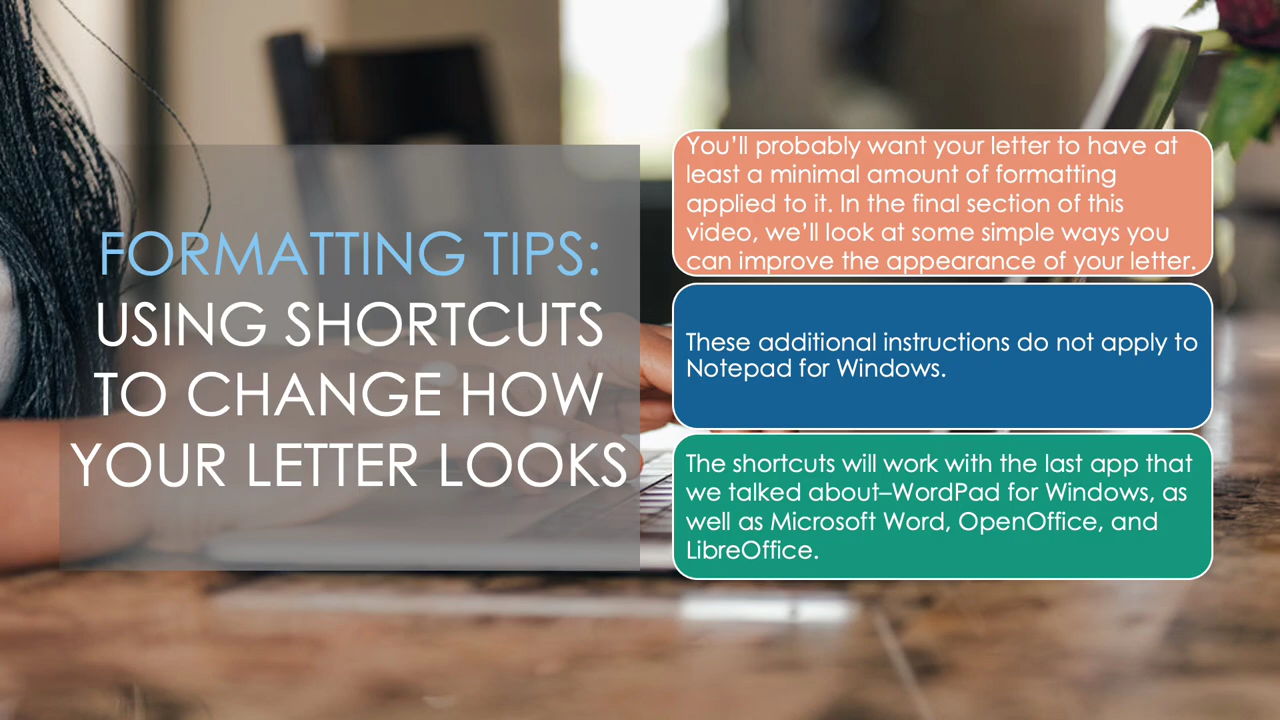 FORMATTING TIPS:
USING SHORTCUTS
TO CHANGE HOW
YOUR LETTER LOOKS
You’ll probably want your letter to have at
least a minimal amount of formatting
applied to it. In the final section of this
video, we’ll look at some simple ways you
can improve the appearance of your letter.
These additional instructions do not apply to
Notepad for Windows.
The shortcuts will work with the last app that
we talked about–WordPad for Windows, as
well as Microsoft Word, OpenOffice, and
LibreOffice.